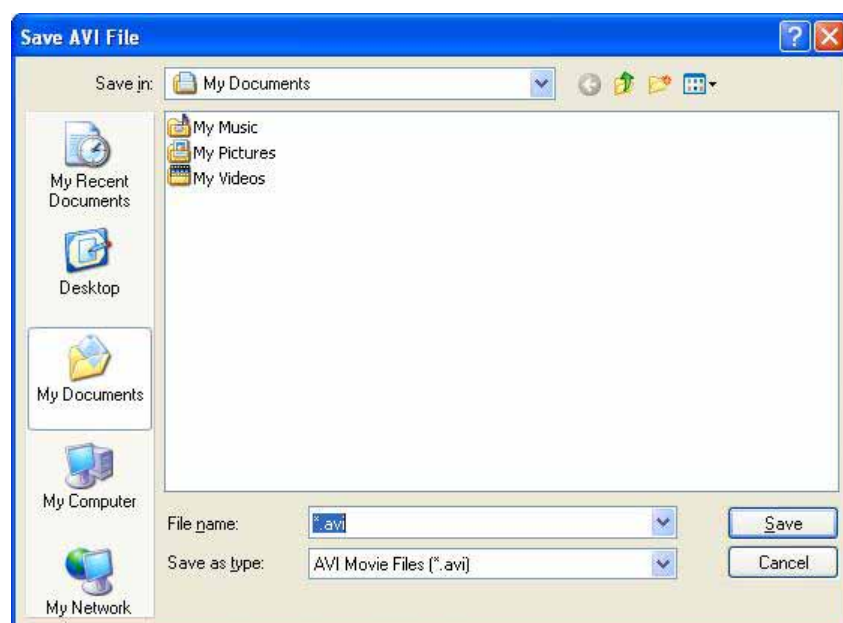 Save AVI File
Save in:
My Documents
My Music
My Pictures
My Videos
My Recent
Documents
Desktop
My Documents
My Computer
My Network
File name:
*.avi
Save
Save as type:
AVI Movie Files (*.avi)
Cancel